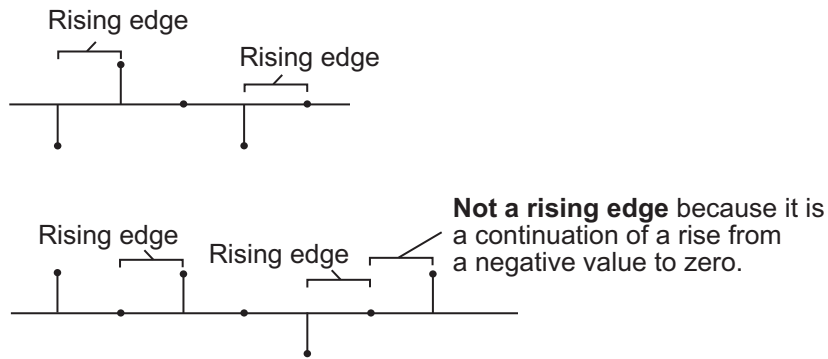 Rising edge
Rising edge
Not a rising edge because it is
a continuation of a rise from
a negative value to zero.
Rising edge
Rising edge